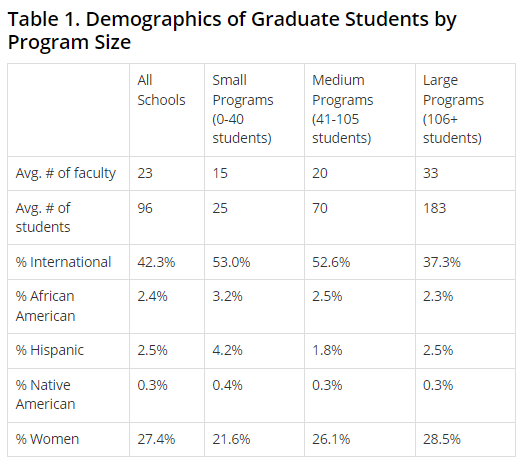 Table 1. Demographics of Graduate Students by
Program Size
All
Schools
Small
Programs
(0-40
students)
Medium
Programs
(41-105
students)
Large
Programs
(106+
students)
Avg. # of faculty 23 15 20 33
Avg. # of
students
96 25 70 183
% International 42.3% 53.0% 52.6% 37.3%
% African
American
2.4% 3.2% 2.5% 2.3%
% Hispanic 2.5% 4.2% 1.8% 2.5%
% Native
American
0.3% 0.4% 0.3% 0.3%
% Women 27.4% 21.6% 26.1% 28.5%